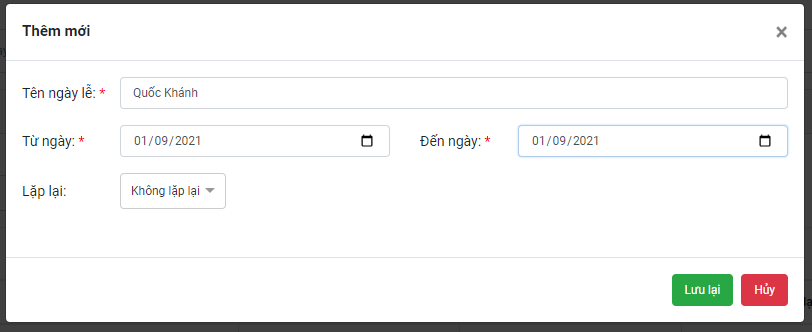 Thêm mới
×
Tên ngày lễ: *
Quốc Khánh
Từ ngày: *
01/09/2021
Đến ngày: *
01/09/2021
Lặp lại:
Không lặp lại
Lưu lại
Hủy